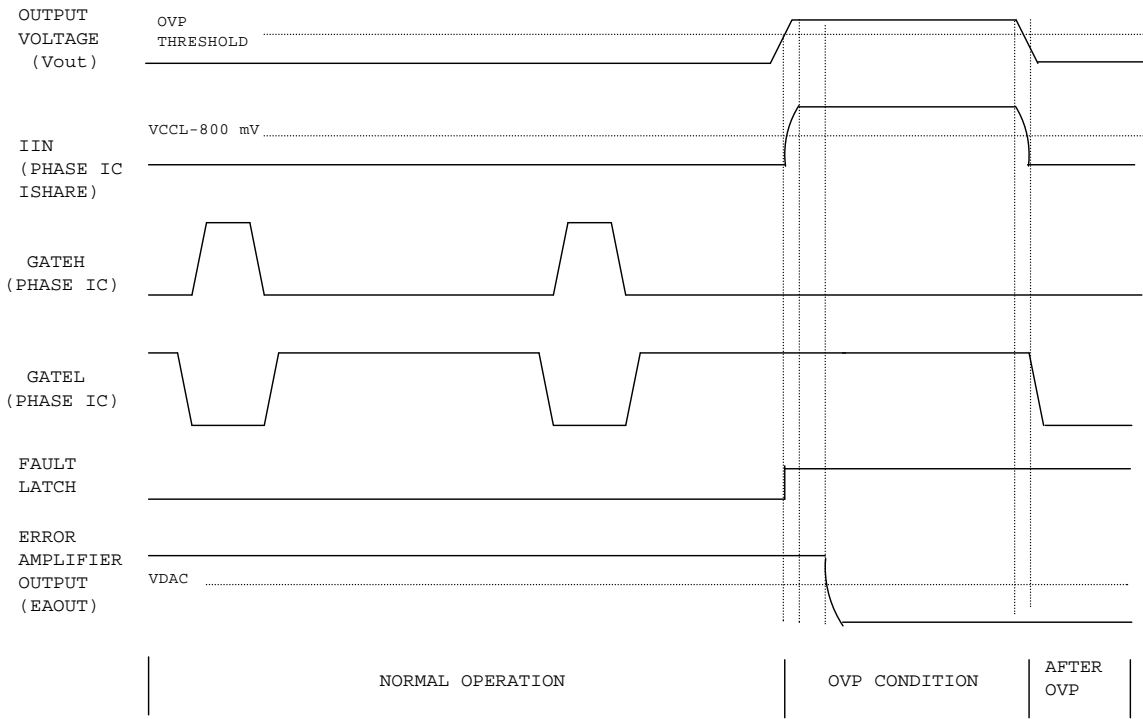 OUTPUT
VOLTAGE
(Vout)
OVP
THRESHOLD
VCCL-800 mV
IIN
(PHASE IC
ISHARE)
GATEH
(PHASE IC)
GATEL
(PHASE IC)
FAULT
LATCH
ERROR
AMPLIFIER
OUTPUT
(EAOUT)
VDAC
NORMAL OPERATION
OVP CONDITION
AFTER
OVP